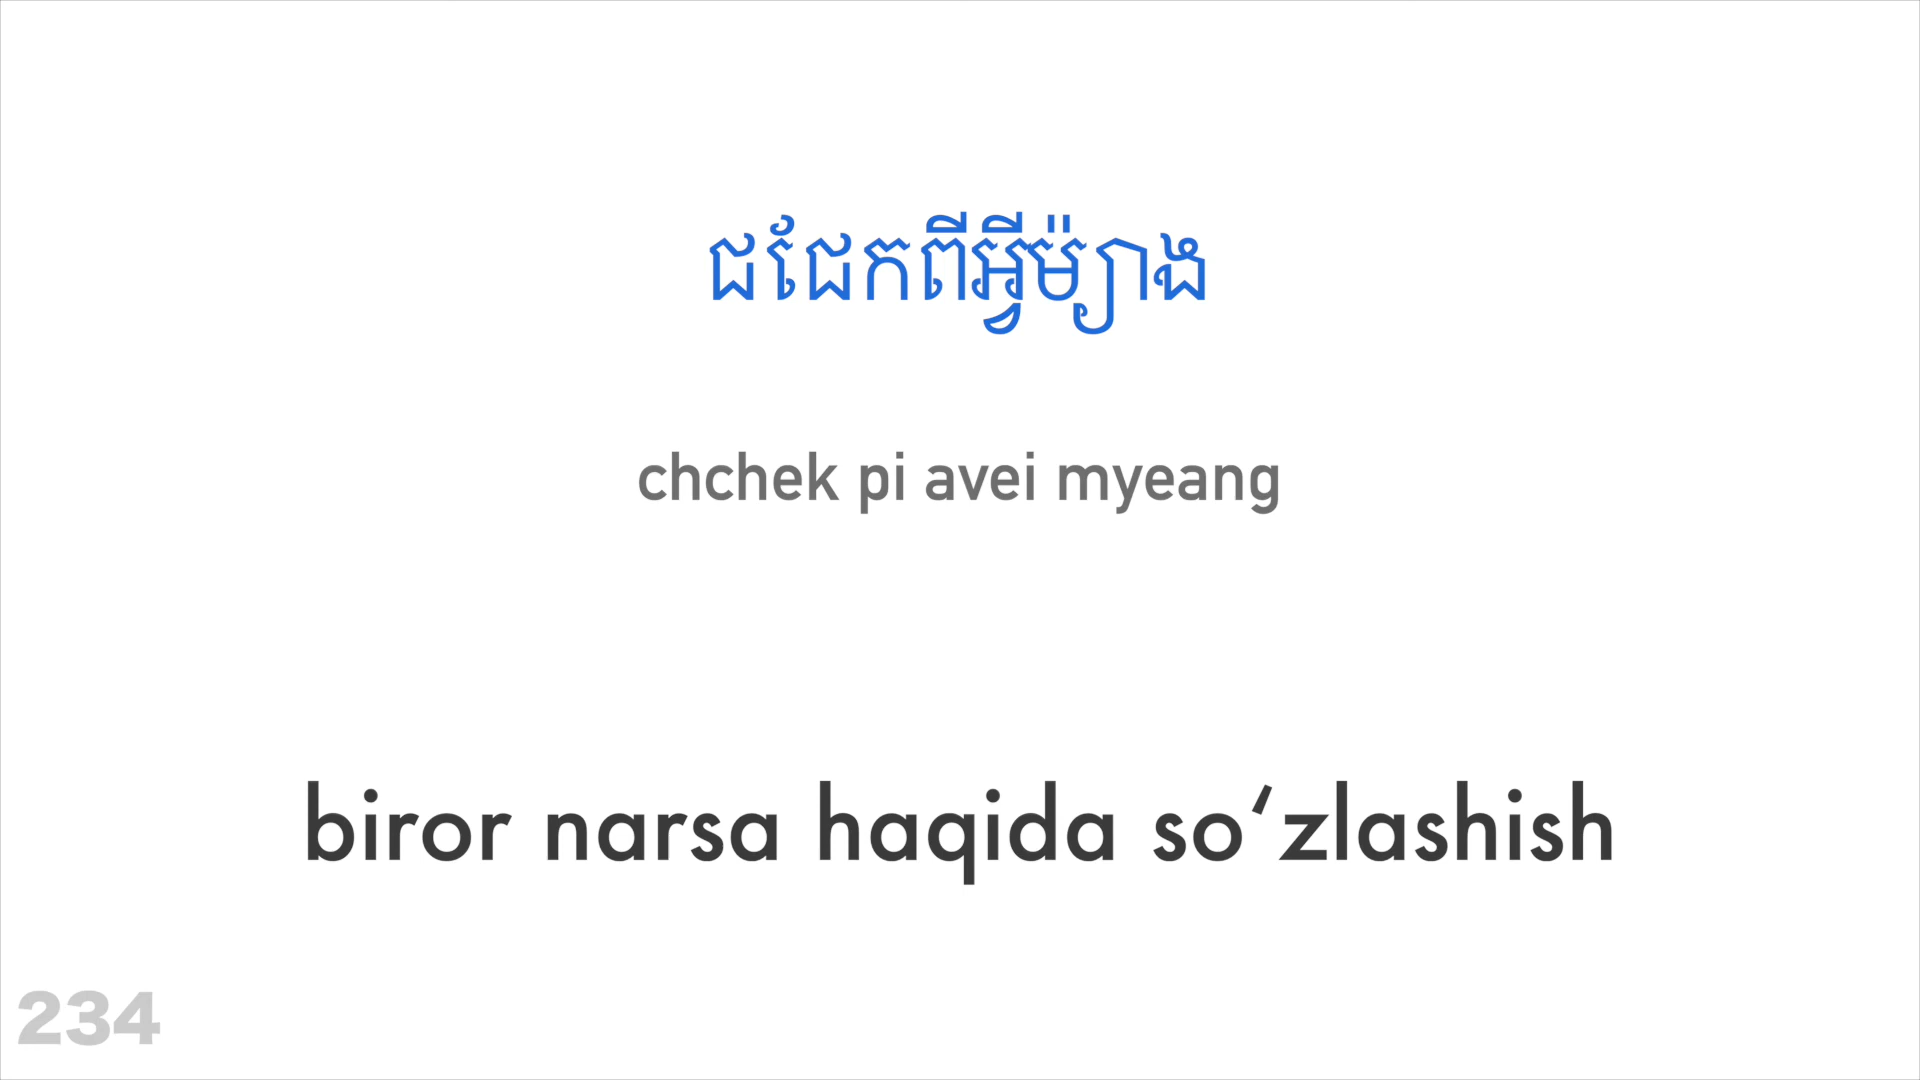 ជជែកពីអ្វីម៉្យាង
chchek pi avei myeang
biror narsa haqida so‘zlashish
234